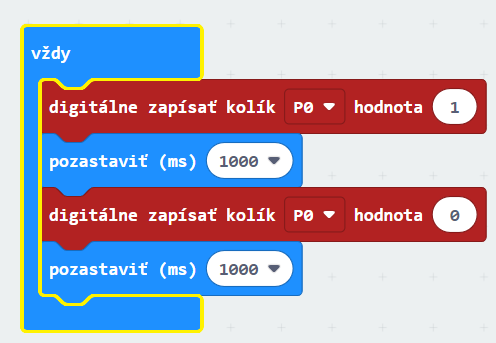 vždy
digitálne zapísať kolík P0 hodnota 1
pozastaviť (ms) 1000
digitálne zapísať kolík P0 hodnota 0
pozastaviť (ms) 1000